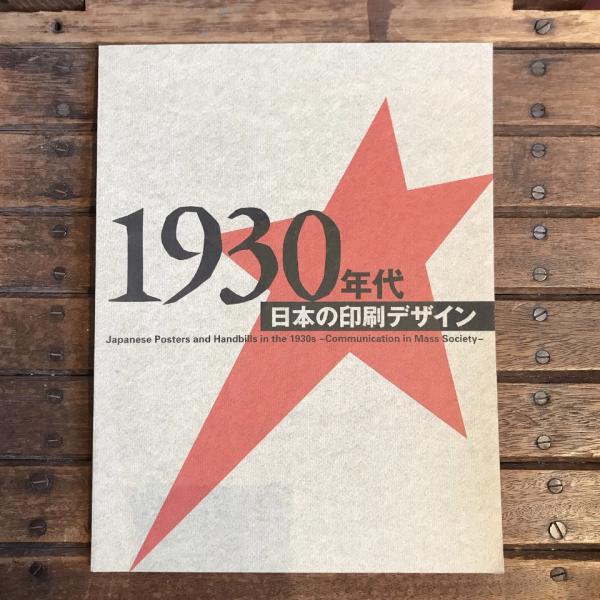 1930年代
日本の印刷デザイン
Japanese Posters and Handbills in the 1930s –Communication in Mass Society–